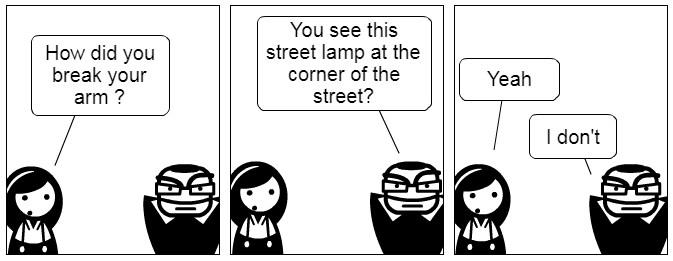 How did you
break your
arm ?
You see this
street lamp at the
corner of the
street?
Yeah
I don't